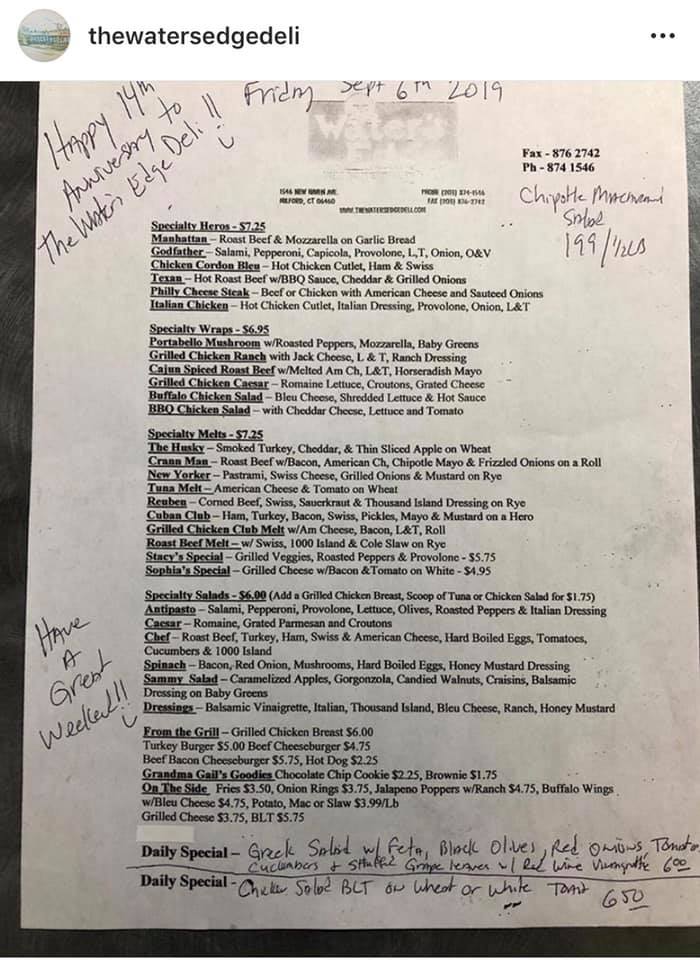 thewatersedgedeli
Friday Sept 6th 2019
Happy 14th
Anniversary to
The Water's Edge Deli !!
Water's
Edge
Fax - 876 2742
Ph - 874 1546
1546 NEW HAVEN AVE.
MILFORD, CT 06460
PHONE (203) 874-1546
FAX (203) 876-2742
WWW.THEWATERSEDGEDELI.COM
Chipotle Macaroni
Salad
199/1/2LB
Specialty Heros - $7.25
Manhattan – Roast Beef & Mozzarella on Garlic Bread
Godfather – Salami, Pepperoni, Capicola, Provolone, L,T, Onion, O&V
Chicken Cordon Bleu – Hot Chicken Cutlet, Ham & Swiss
Texan – Hot Roast Beef w/BBQ Sauce, Cheddar & Grilled Onions
Philly Cheese Steak – Beef or Chicken with American Cheese and Sauteed Onions
Italian Chicken – Hot Chicken Cutlet, Italian Dressing, Provolone, Onion, L&T
Specialty Wraps - $6.95
Portabello Mushroom w/Roasted Peppers, Mozzarella, Baby Greens
Grilled Chicken Ranch with Jack Cheese, L & T, Ranch Dressing
Cajun Spiced Roast Beef w/Melted Am Ch, L&T, Horseradish Mayo
Grilled Chicken Caesar – Romaine Lettuce, Croutons, Grated Cheese
Buffalo Chicken Salad – Bleu Cheese, Shredded Lettuce & Hot Sauce
BBQ Chicken Salad – with Cheddar Cheese, Lettuce and Tomato
Specialty Melts - $7.25
The Husky – Smoked Turkey, Cheddar, & Thin Sliced Apple on Wheat
Crann Man – Roast Beef w/Bacon, American Ch, Chipotle Mayo & Frizzled Onions on a Roll
New Yorker – Pastrami, Swiss Cheese, Grilled Onions & Mustard on Rye
Tuna Melt – American Cheese & Tomato on Wheat
Reuben – Corned Beef, Swiss, Sauerkraut & Thousand Island Dressing on Rye
Cuban Club – Ham, Turkey, Bacon, Swiss, Pickles, Mayo & Mustard on a Hero
Grilled Chicken Club Melt w/Am Cheese, Bacon, L&T, Roll
Roast Beef Melt – w/ Swiss, 1000 Island & Cole Slaw on Rye
Stacy's Special – Grilled Veggies, Roasted Peppers & Provolone - $5.75
Sophia's Special – Grilled Cheese w/Bacon &Tomato on White - $4.95
Specialty Salads - $6.00 (Add a Grilled Chicken Breast, Scoop of Tuna or Chicken Salad for $1.75)
Antipasto – Salami, Pepperoni, Provolone, Lettuce, Olives, Roasted Peppers & Italian Dressing
Caesar – Romaine, Grated Parmesan and Croutons
Chef – Roast Beef, Turkey, Ham, Swiss & American Cheese, Hard Boiled Eggs, Tomatoes,
Cucumbers & 1000 Island
Spinach – Bacon, Red Onion, Mushrooms, Hard Boiled Eggs, Honey Mustard Dressing
Sammy Salad – Caramelized Apples, Gorgonzola, Candied Walnuts, Craisins, Balsamic
Dressing on Baby Greens
Dressings – Balsamic Vinaigrette, Italian, Thousand Island, Bleu Cheese, Ranch, Honey Mustard
Have
A
Great
Weekend!!
From the Grill – Grilled Chicken Breast $6.00
Turkey Burger $5.00 Beef Cheeseburger $4.75
Beef Bacon Cheeseburger $5.75, Hot Dog $2.25
Grandma Gail's Goodies Chocolate Chip Cookie $2.25, Brownie $1.75
On The Side Fries $3.50, Onion Rings $3.75, Jalapeno Poppers w/Ranch $4.75, Buffalo Wings
w/Bleu Cheese $4.75, Potato, Mac or Slaw $3.99/Lb
Grilled Cheese $3.75, BLT $5.75
Daily Special – Greek Salad w/ Feta, Black Olives, Red Onions, Tomato,
Cucumbers & Stuffed Grape leaves w/ Red Wine Vinaigrette 6.00
Daily Special - Chicken Salad BLT on Wheat or White Toast 6.50